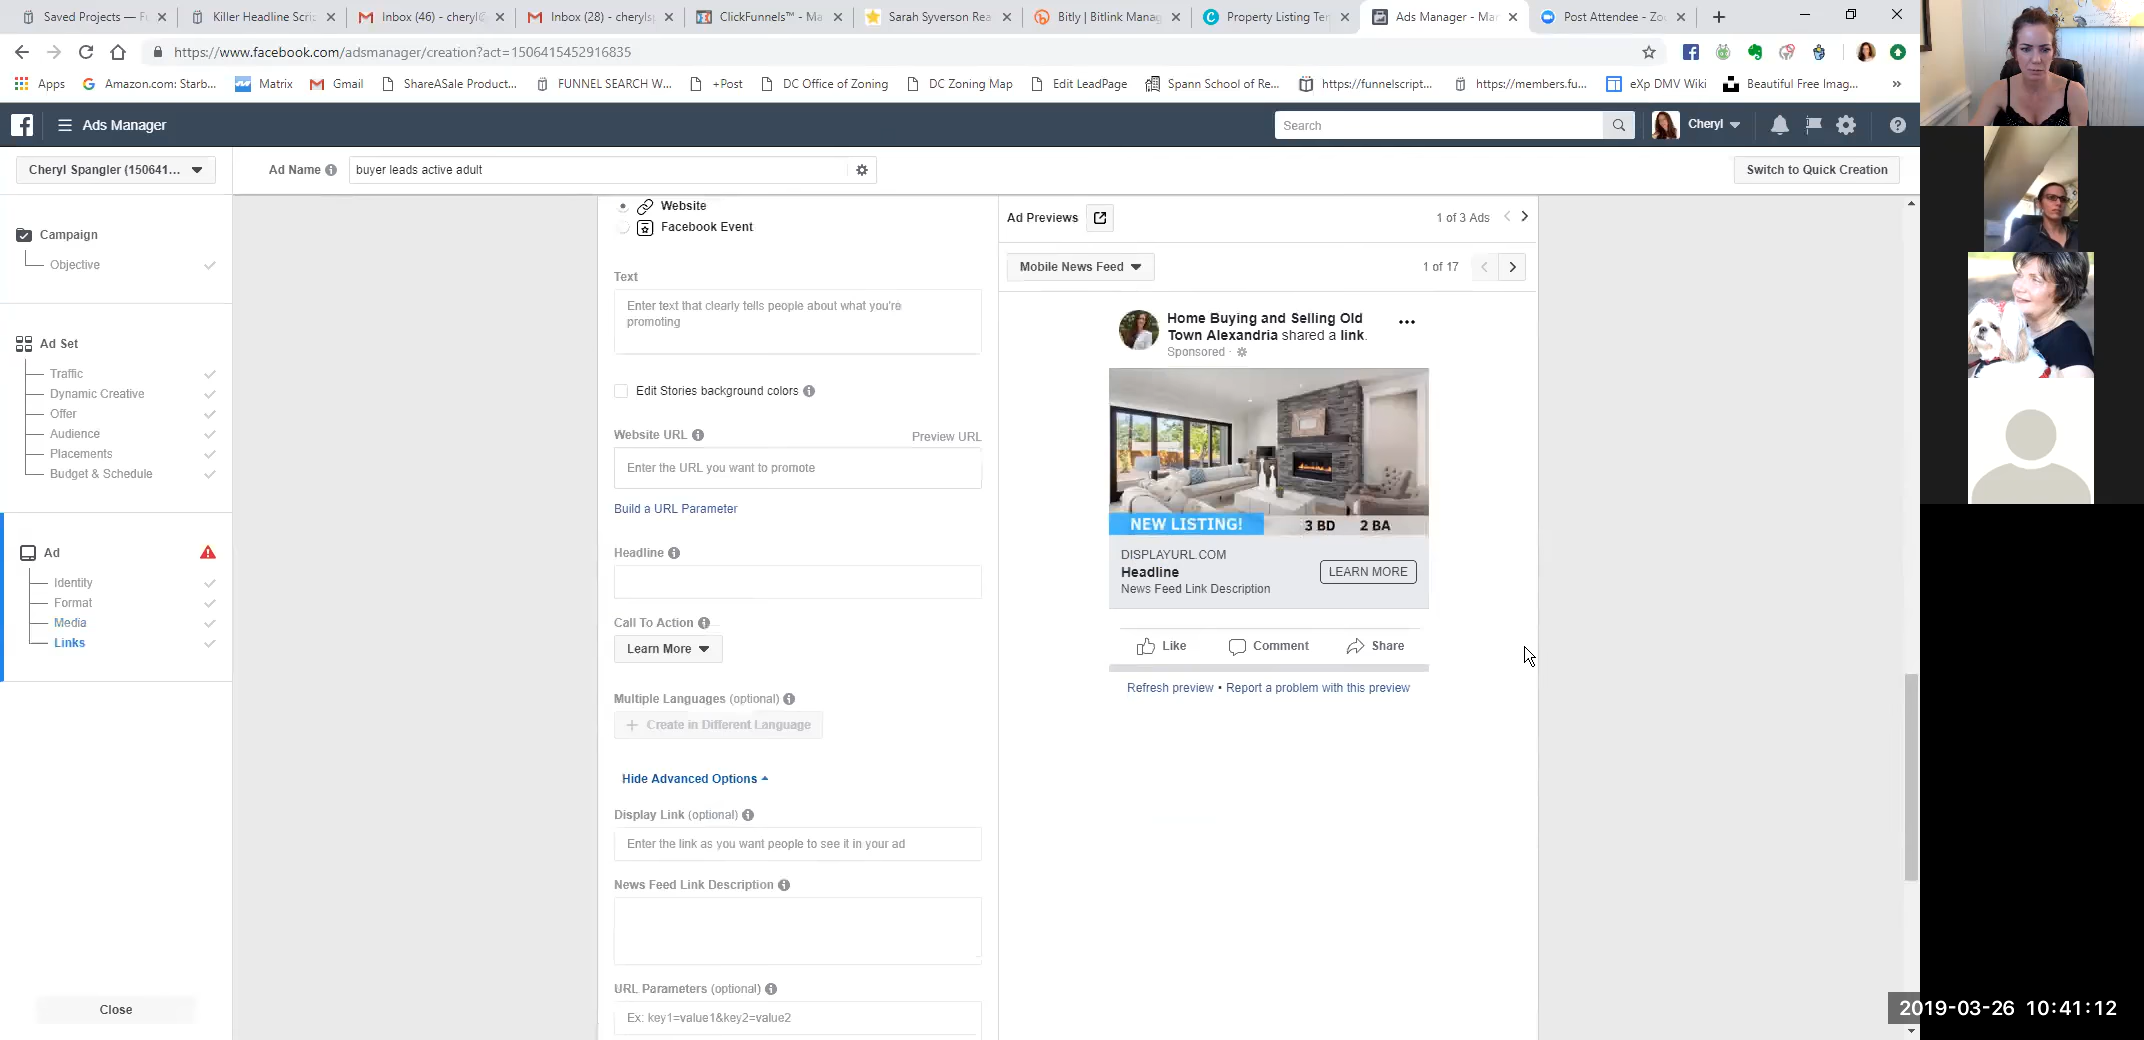 Saved Projects — Fu
Killer Headline Scrip
Inbox (46) - cheryl@
Inbox (28) - cherylsp
ClickFunnels™ - Ma
Sarah Syverson Rea
Bitly | Bitlink Manag
Property Listing Ten
Ads Manager - Man
Post Attendee - Zoo
https://www.facebook.com/adsmanager/creation?act=1506415452916835
Apps
Amazon.com: Starb...
Matrix
Gmail
ShareASale Product...
FUNNEL SEARCH W...
+Post
DC Office of Zoning
DC Zoning Map
Edit LeadPage
Spann School of Re...
https://funnelscript...
https://members.fu...
eXp DMV Wiki
Beautiful Free Imag...
»
Ads Manager
Search
Cheryl
Cheryl Spangler (150641...
Ad Name
buyer leads active adult
Switch to Quick Creation
Campaign
Objective
Ad Set
Traffic
Dynamic Creative
Offer
Audience
Placements
Budget & Schedule
Ad
Identity
Format
Media
Links
Close
Website
Facebook Event
Text
Enter text that clearly tells people about what you're
promoting
Edit Stories background colors
Website URL
Preview URL
Enter the URL you want to promote
Build a URL Parameter
Headline
Call To Action
Learn More
Multiple Languages (optional)
+ Create in Different Language
Hide Advanced Options
Display Link (optional)
Enter the link as you want people to see it in your ad
News Feed Link Description
URL Parameters (optional)
Ex: key1=value1&key2=value2
Ad Previews
1 of 3 Ads
Mobile News Feed
1 of 17
Home Buying and Selling Old
Town Alexandria shared a link.
Sponsored ·
NEW LISTING! 3 BD 2 BA
DISPLAYURL.COM
Headline
News Feed Link Description
LEARN MORE
Like
Comment
Share
Refresh preview • Report a problem with this preview
2019-03-26 10:41:12